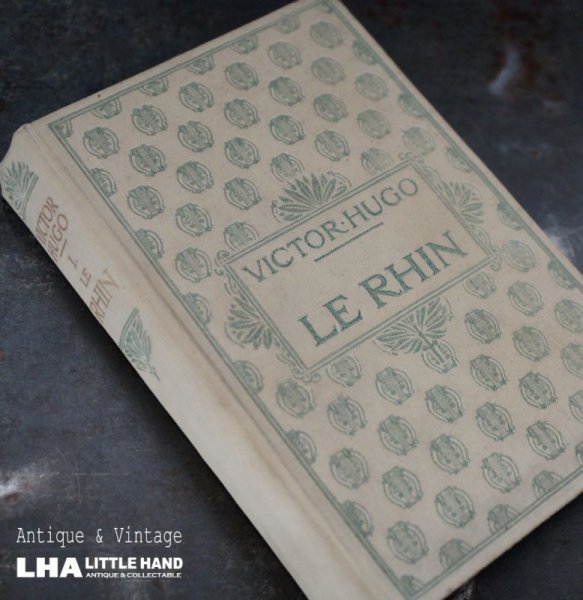 VICTOR·HUGO
LE RHIN
VICTOR
HUGO
I.
LE
RHIN
Antique & Vintage
LHA LITTLE HAND
ANTIQUE & COLLECTABLE